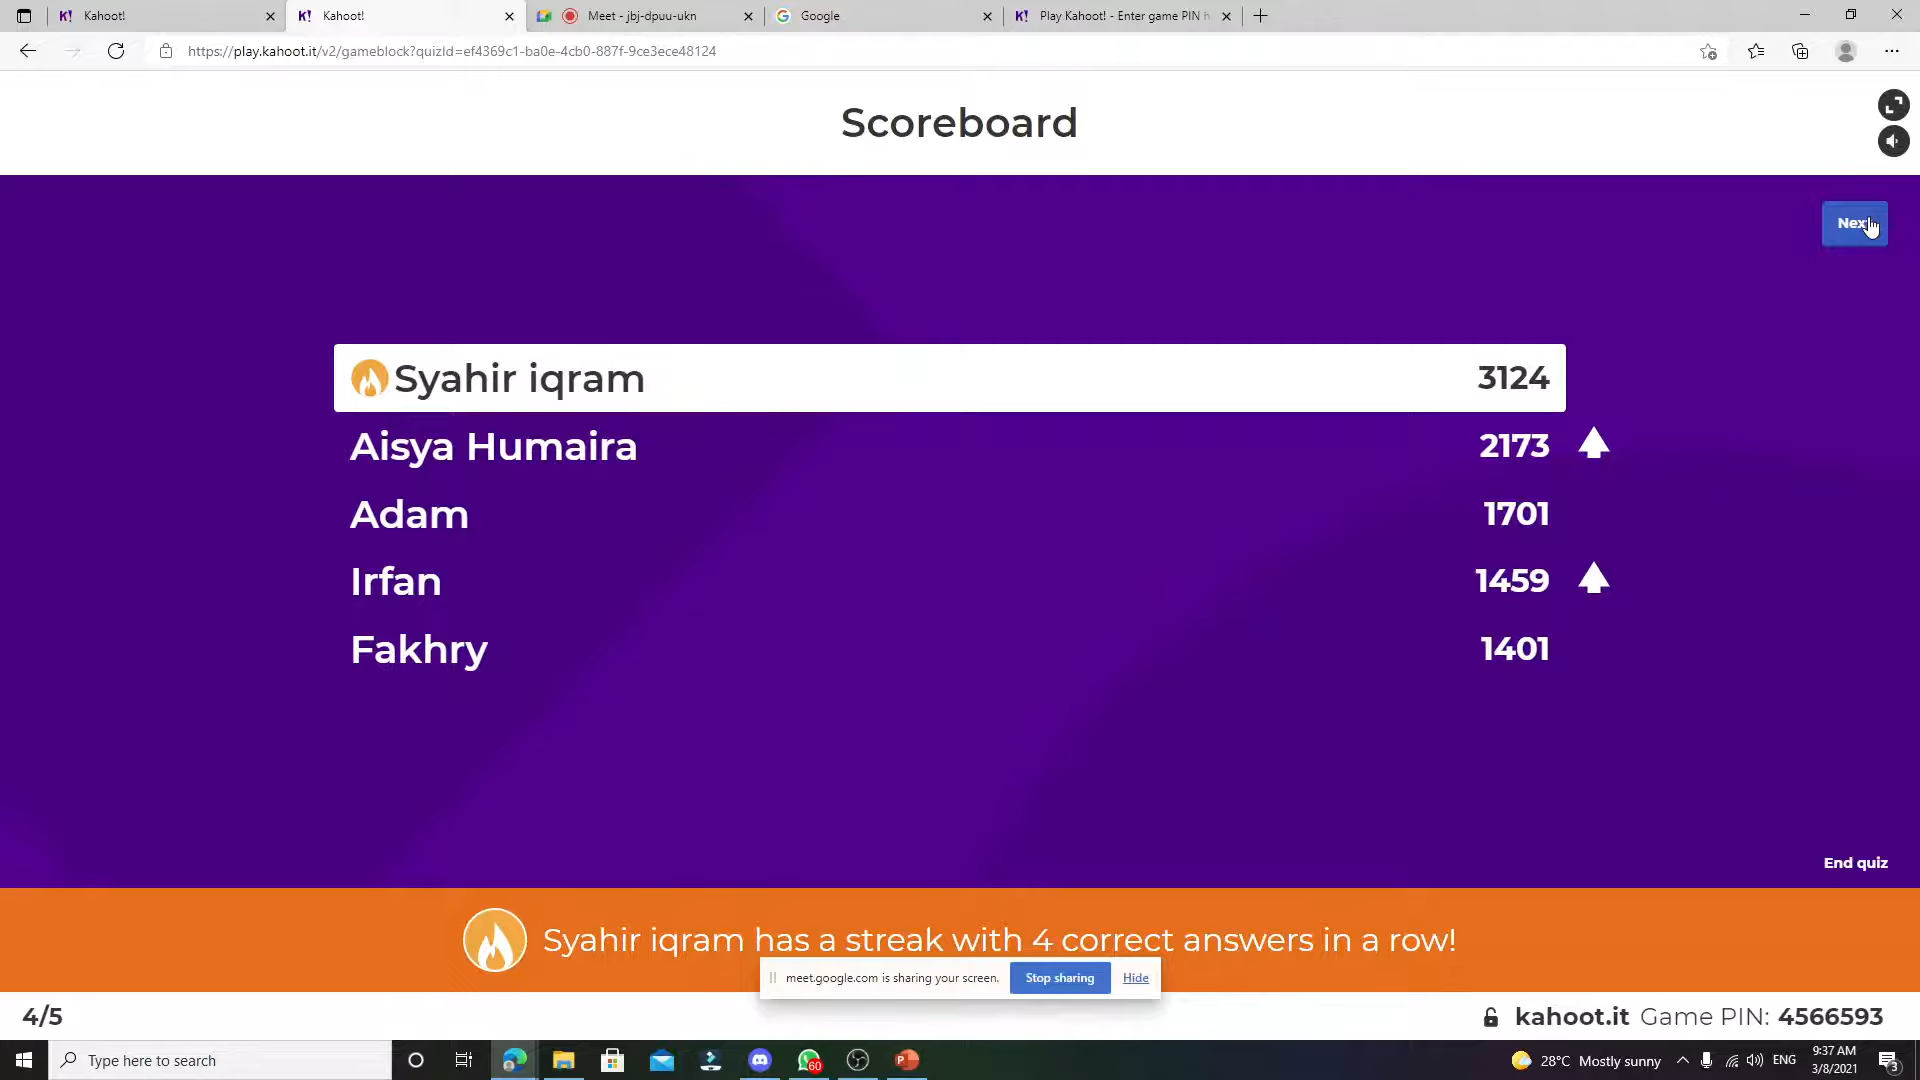 Kahoot!
Kahoot!
Meet - jbj-dpuu-ukn
Google
Play Kahoot! - Enter game PIN h
https://play.kahoot.it/v2/gameblock?quizId=ef4369c1-ba0e-4cb0-887f-9ce3ece48124
Scoreboard
Next
Syahir iqram 3124
Aisya Humaira 2173
Adam 1701
Irfan 1459
Fakhry 1401
End quiz
Syahir iqram has a streak with 4 correct answers in a row!
meet.google.com is sharing your screen. Stop sharing Hide
4/5
kahoot.it Game PIN: 4566593
Type here to search
60
28°C Mostly sunny
ENG
9:37 AM
3/8/2021
3